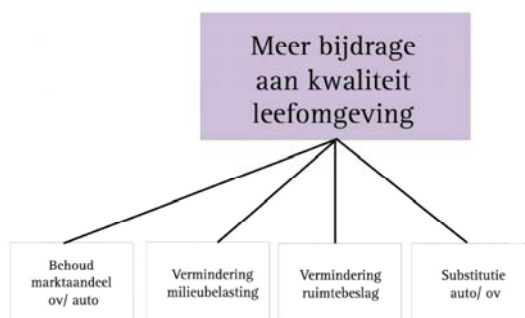 Meer bijdrage
aan kwaliteit
leefomgeving
Behoud
marktaandeel
ov/ auto
Vermindering
milieubelasting
Vermindering
ruimtebeslag
Substitutie
auto/ ov